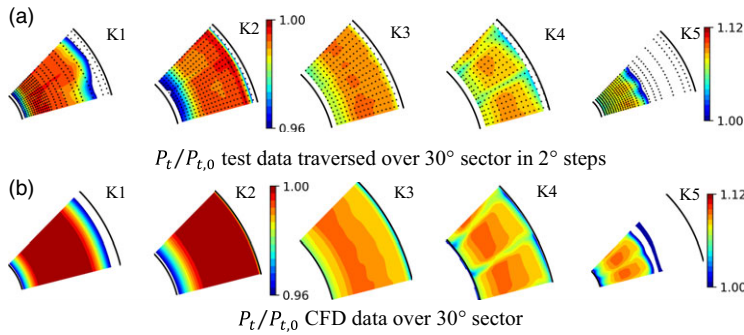 (a) K1 K2 1.00 0.96 K3 K4 K5 1.12 1.00
P_t/P_{t,0} test data traversed over 30° sector in 2° steps
(b) K1 K2 1.00 0.96 K3 K4 K5 1.12 1.00
P_t/P_{t,0} CFD data over 30° sector